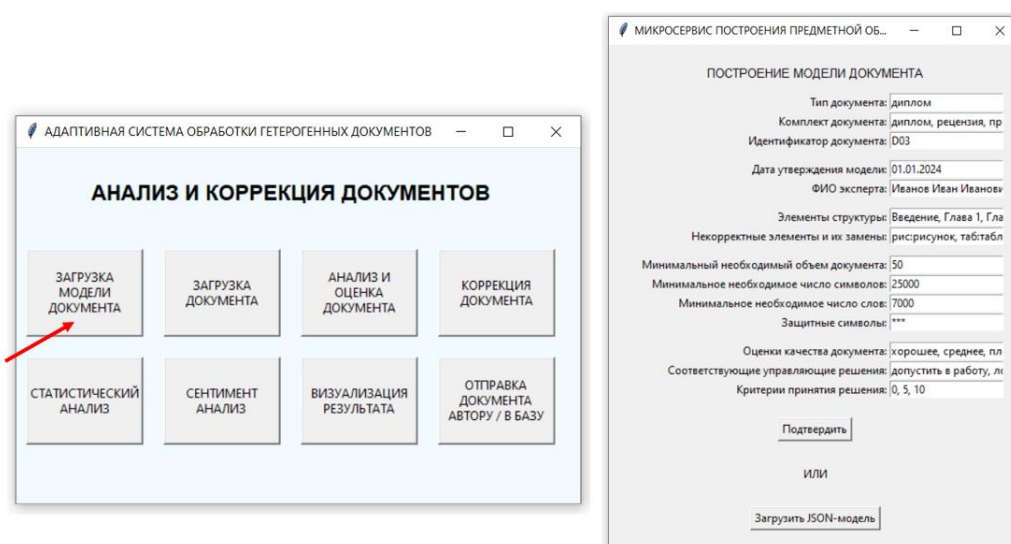 АДАПТИВНАЯ СИСТЕМА ОБРАБОТКИ ГЕТЕРОГЕННЫХ ДОКУМЕНТОВ
АНАЛИЗ И КОРРЕКЦИЯ ДОКУМЕНТОВ
ЗАГРУЗКА
МОДЕЛИ
ДОКУМЕНТА
ЗАГРУЗКА
ДОКУМЕНТА
АНАЛИЗ И
ОЦЕНКА
ДОКУМЕНТА
КОРРЕКЦИЯ
ДОКУМЕНТА
СТАТИСТИЧЕСКИЙ
АНАЛИЗ
СЕНТИМЕНТ
АНАЛИЗ
ВИЗУАЛИЗАЦИЯ
РЕЗУЛЬТАТА
ОТПРАВКА
ДОКУМЕНТА
АВТОРУ / В БАЗУ
МИКРОСЕРВИС ПОСТРОЕНИЯ ПРЕДМЕТНОЙ ОБ...
ПОСТРОЕНИЕ МОДЕЛИ ДОКУМЕНТА
Тип документа: диплом
Комплект документа: диплом, рецензия, пр
Идентификатор документа: D03
Дата утверждения модели: 01.01.2024
ФИО эксперта: Иванов Иван Иванови
Элементы структуры: Введение, Глава 1, Гла
Некорректные элементы и их замены: рис:рисунок, таб:табл
Минимальный необходимый объем документа: 50
Минимальное необходимое число символов: 25000
Минимальное необходимое число слов: 7000
Защитные символы: ***
Оценки качества документа: хорошее, среднее, пл
Соответствующие управляющие решения: допустить в работу, ло
Критерии принятия решения: 0, 5, 10
Подтвердить
ИЛИ
Загрузить JSON-модель